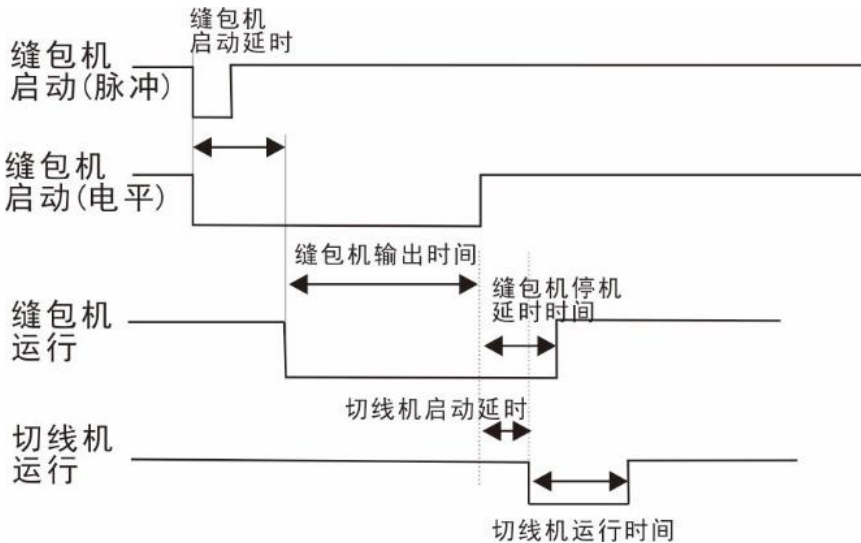 缝包机
启动延时
缝包机
启动(脉冲)
缝包机
启动(电平)
缝包机输出时间
缝包机停机
延时时间
缝包机
运行
切线机启动延时
切线机
运行
切线机运行时间